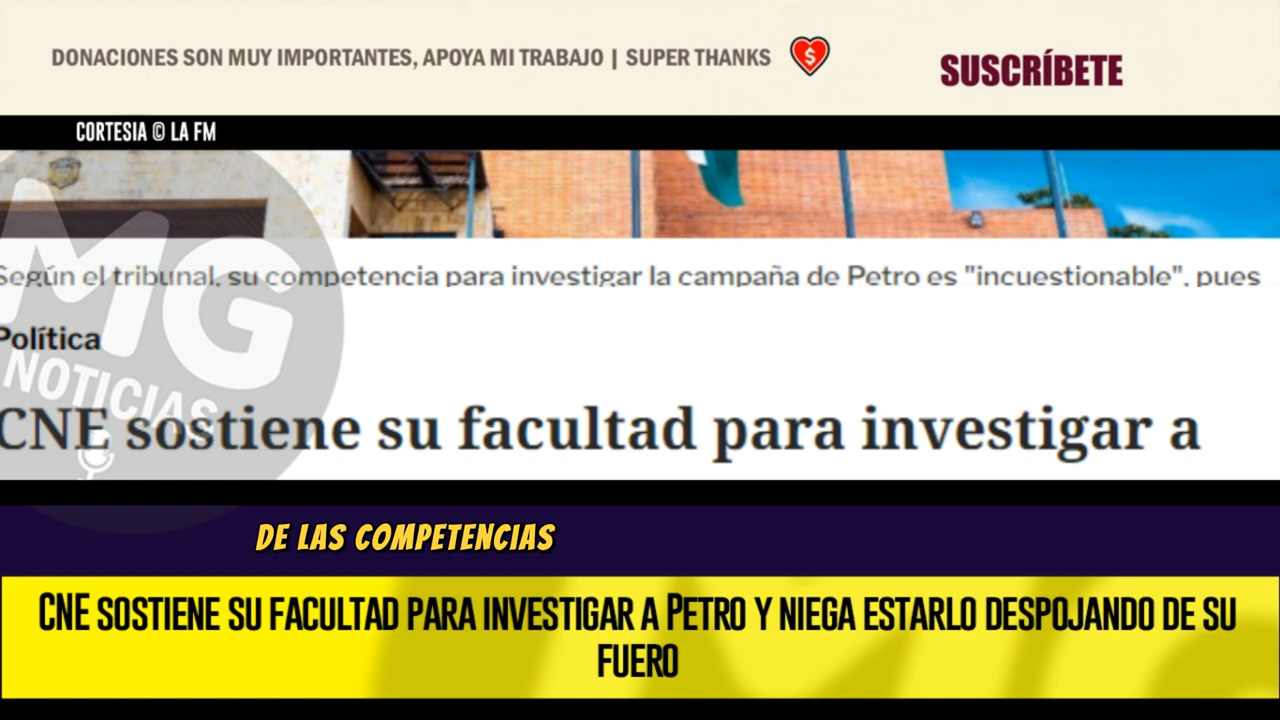 DONACIONES SON MUY IMPORTANTES, APOYA MI TRABAJO | SUPER THANKS
SUSCRÍBETE
CORTESIA © LA FM
Según el tribunal, su competencia para investigar la campaña de Petro es "incuestionable", pues
Política
MG
NOTICIAS
CNE sostiene su facultad para investigar a
DE LAS COMPETENCIAS
CNE SOSTIENE SU FACULTAD PARA INVESTIGAR A PETRO Y NIEGA ESTARLO DESPOJANDO DE SU
FUERO